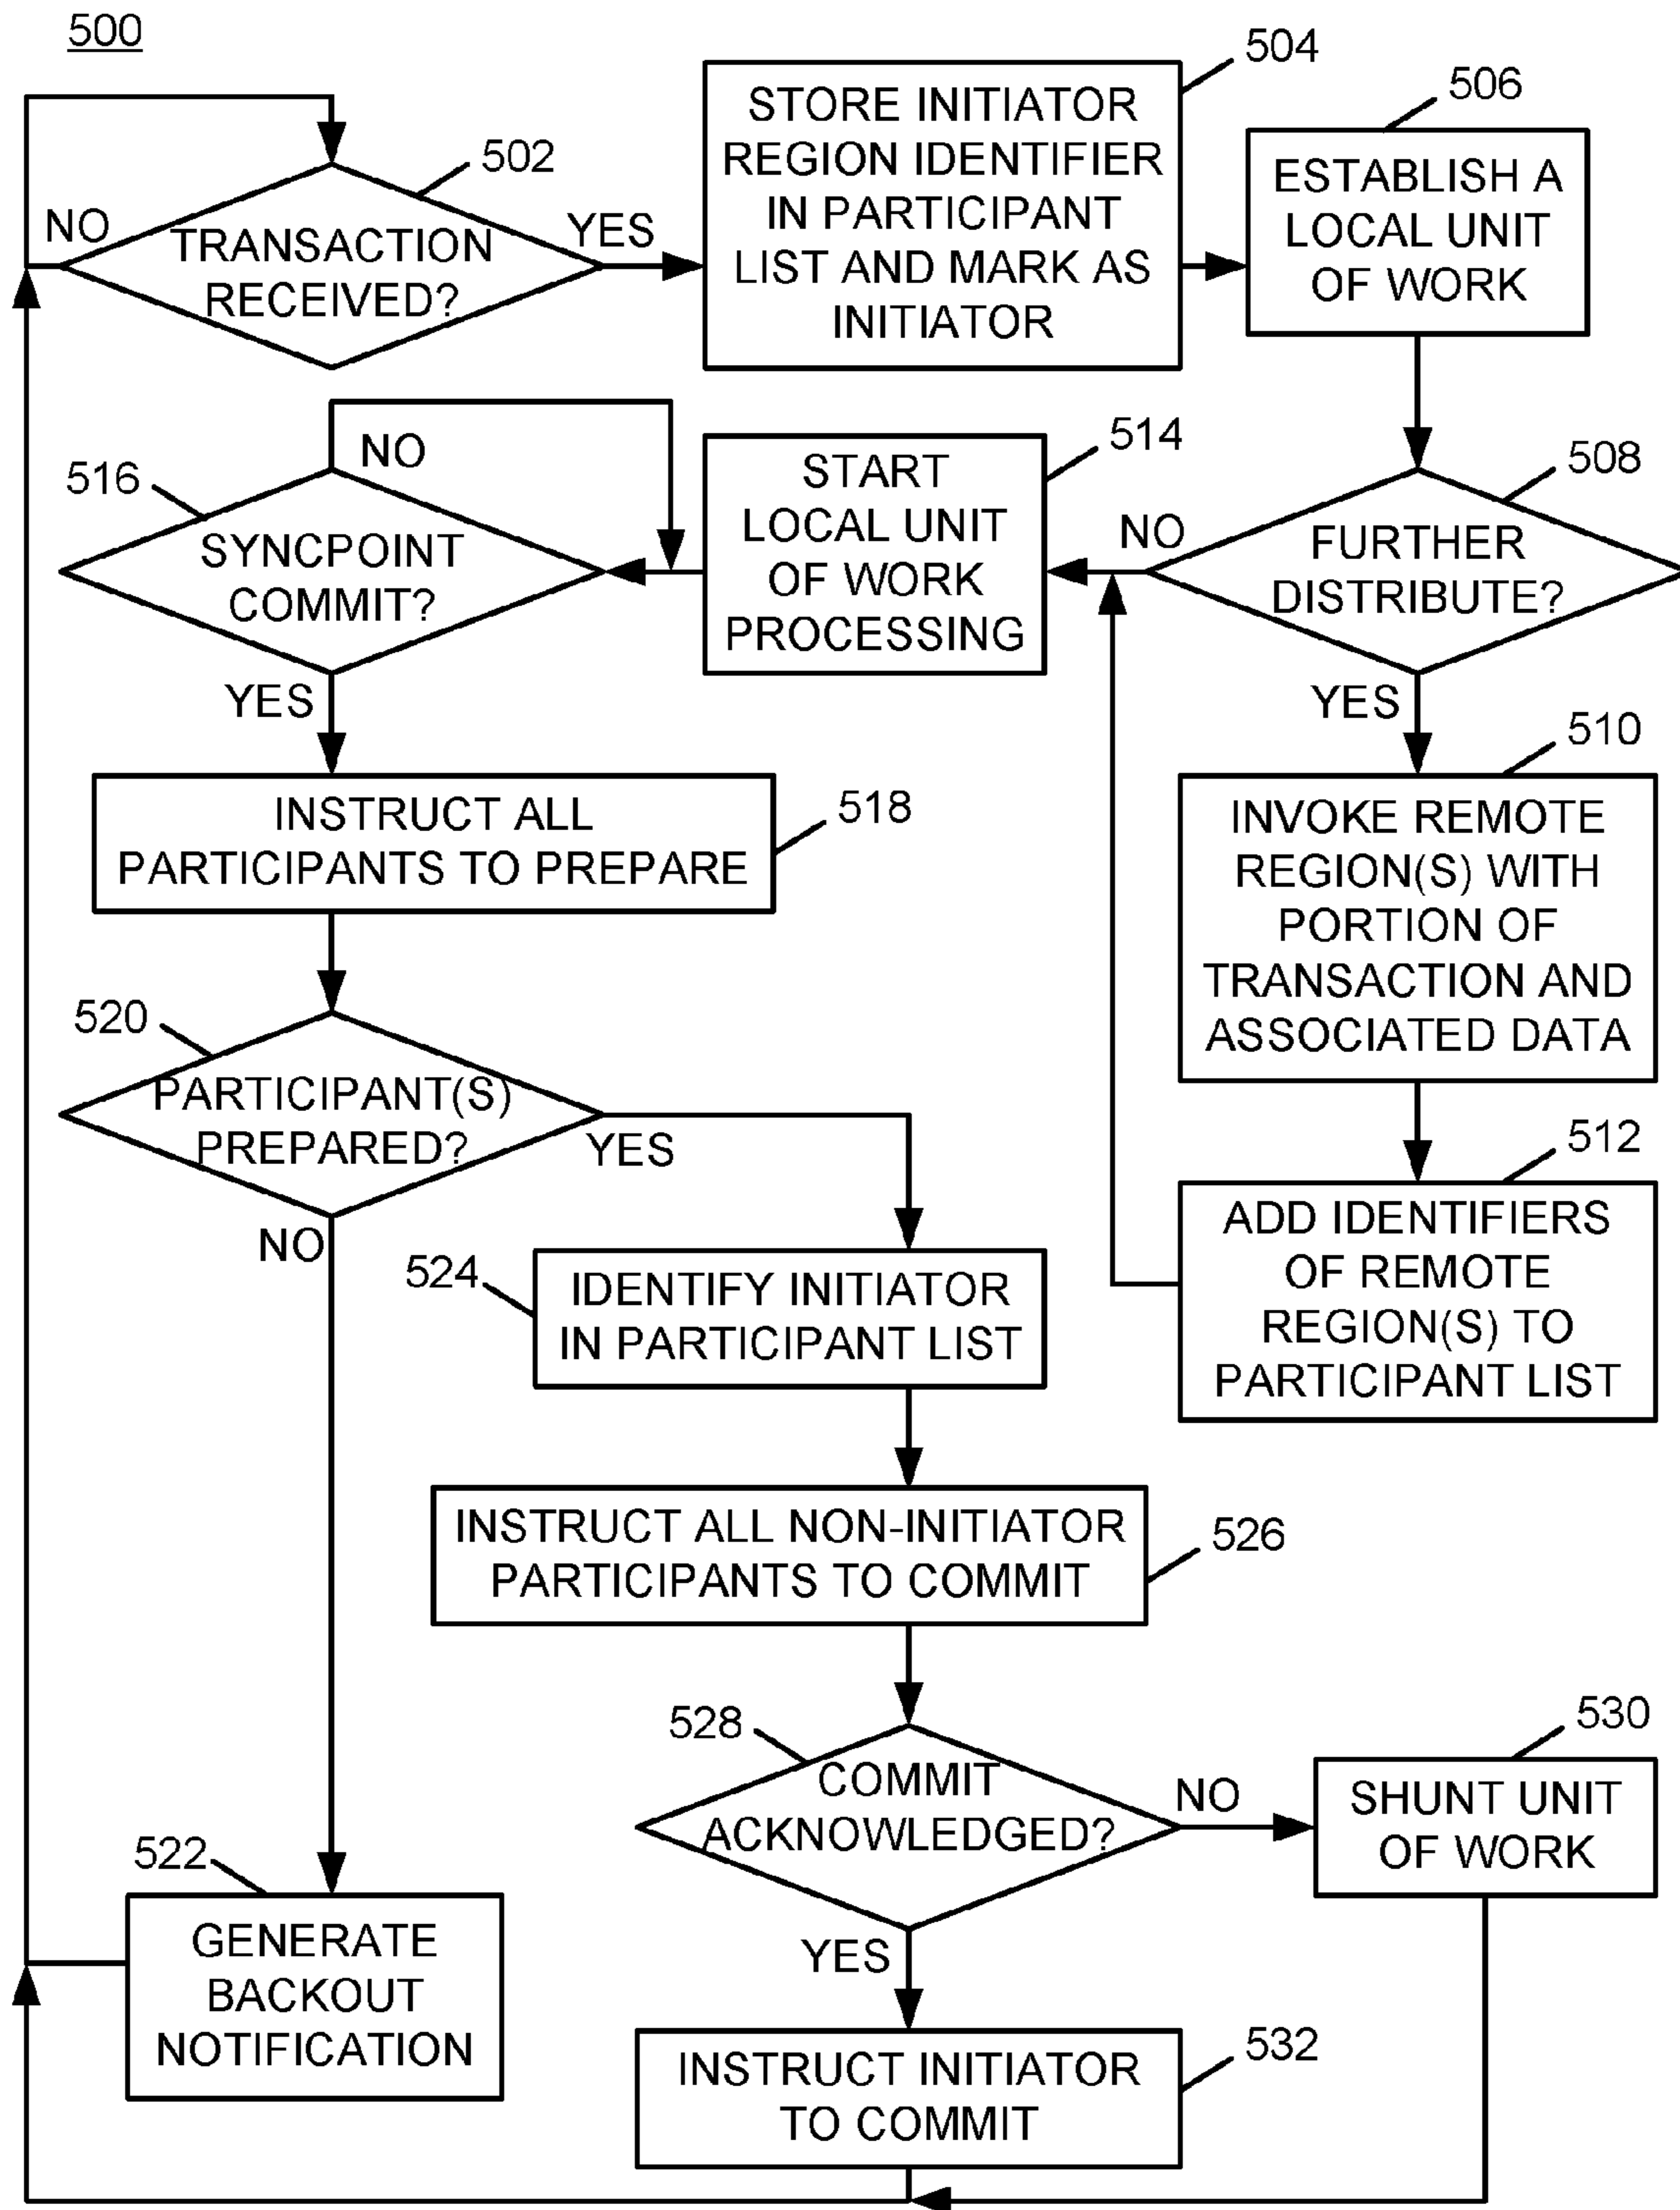 500
502
NO
TRANSACTION
RECEIVED?
YES
504
STORE INITIATOR
REGION IDENTIFIER
IN PARTICIPANT
LIST AND MARK AS
INITIATOR
506
ESTABLISH A
LOCAL UNIT
OF WORK
508
FURTHER
DISTRIBUTE?
NO
YES
510
INVOKE REMOTE
REGION(S) WITH
PORTION OF
TRANSACTION AND
ASSOCIATED DATA
512
ADD IDENTIFIERS
OF REMOTE
REGION(S) TO
PARTICIPANT LIST
514
START
LOCAL UNIT
OF WORK
PROCESSING
516
NO
SYNCPOINT
COMMIT?
YES
518
INSTRUCT ALL
PARTICIPANTS TO PREPARE
520
PARTICIPANT(S)
PREPARED?
YES
NO
522
GENERATE
BACKOUT
NOTIFICATION
524
IDENTIFY INITIATOR
IN PARTICIPANT LIST
526
INSTRUCT ALL NON-INITIATOR
PARTICIPANTS TO COMMIT
528
COMMIT
ACKNOWLEDGED?
NO
YES
530
SHUNT UNIT
OF WORK
532
INSTRUCT INITIATOR
TO COMMIT